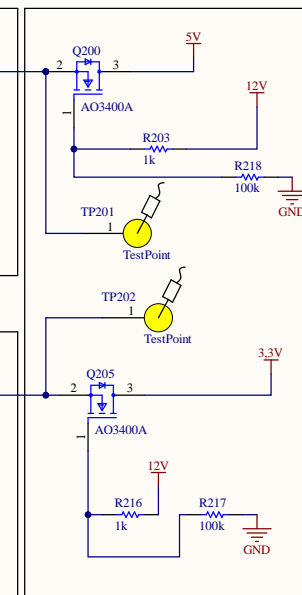 Q200
5V
2
3
12V
1
AO3400A
R203
1k
R218
100k
GND
TP201
1
TestPoint
TP202
1
TestPoint
3,3V
Q205
2
3
AO3400A
1
12V
R216
1k
R217
100k
GND